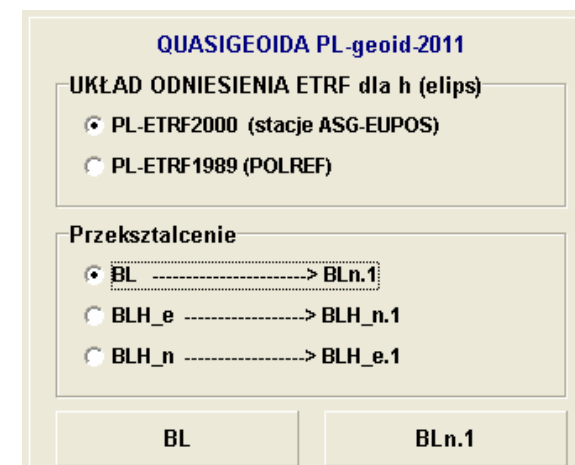 QUASIGEOIDA PL-geoid-2011
UKŁAD ODNIESIENIA ETRF dla h (elips)
PL-ETRF2000 (stacje ASG-EUPOS)
PL-ETRF1989 (POLREF)
Przeksztalcenie
BL -----------------------> BLn.1
BLH_e ------------------> BLH_n.1
BLH_n ------------------> BLH_e.1
BL BLn.1